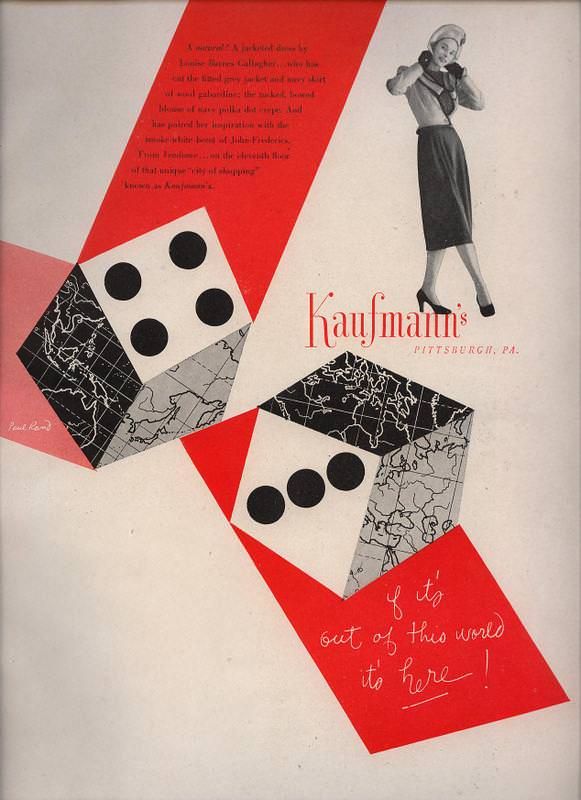 A natural! A jacketed dress by
Louise Barnes Gallagher...who has
cut the fitted grey jacket and navy skirt
of wool gabardine; the tucked, bowed
blouse of navy polka dot crepe. And
has paired her inspiration with the
smoke-white beret of John-Frederics.
From Vendome...on the eleventh floor
of that unique "city of shopping"
known as Kaufmann's.
Kaufmann's
PITTSBURGH, PA.
Paul Rand
if it's
out of this world
it's here!